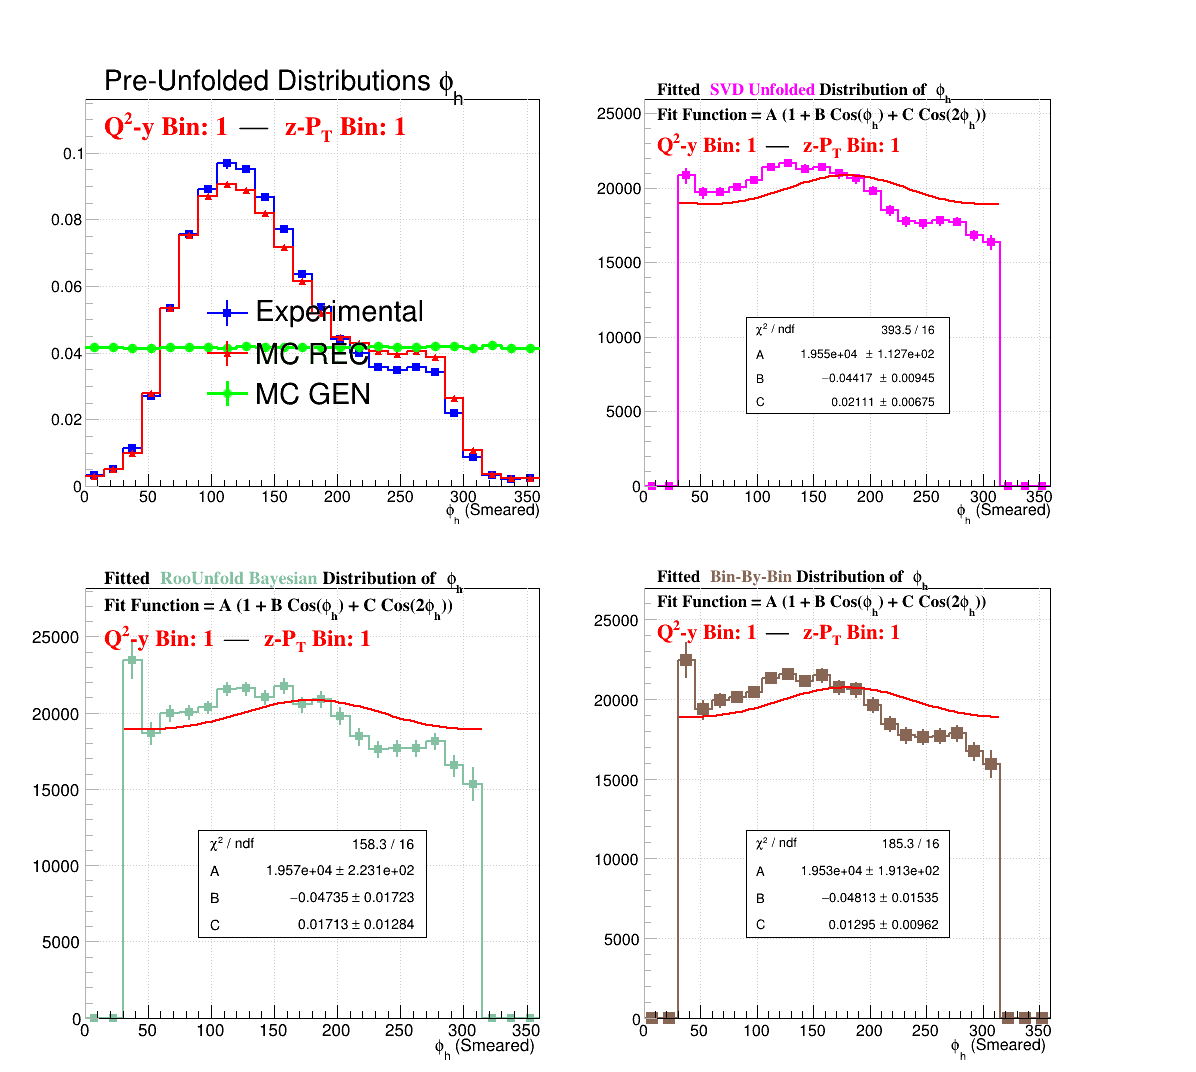 Pre-Unfolded Distributions ϕh
Q²-y Bin: 1 — z-PT Bin: 1
0.1
0.08
0.06
0.04
0.02
0
Experimental
MC REC
MC GEN
0 50 100 150 200 250 300 350
ϕh (Smeared)
Fitted SVD Unfolded Distribution of ϕh
Fit Function = A (1 + B Cos(ϕh) + C Cos(2ϕh))
Q²-y Bin: 1 — z-PT Bin: 1
25000
20000
15000
10000
5000
0
χ² / ndf 393.5 / 16
A 1.955e+04 ± 1.127e+02
B −0.04417 ± 0.00945
C 0.02111 ± 0.00675
0 50 100 150 200 250 300 350
ϕh (Smeared)
Fitted RooUnfold Bayesian Distribution of ϕh
Fit Function = A (1 + B Cos(ϕh) + C Cos(2ϕh))
Q²-y Bin: 1 — z-PT Bin: 1
25000
20000
15000
10000
5000
0
χ² / ndf 158.3 / 16
A 1.957e+04 ± 2.231e+02
B −0.04735 ± 0.01723
C 0.01713 ± 0.01284
0 50 100 150 200 250 300 350
ϕh (Smeared)
Fitted Bin-By-Bin Distribution of ϕh
Fit Function = A (1 + B Cos(ϕh) + C Cos(2ϕh))
Q²-y Bin: 1 — z-PT Bin: 1
25000
20000
15000
10000
5000
0
χ² / ndf 185.3 / 16
A 1.953e+04 ± 1.913e+02
B −0.04813 ± 0.01535
C 0.01295 ± 0.00962
0 50 100 150 200 250 300 350
ϕh (Smeared)